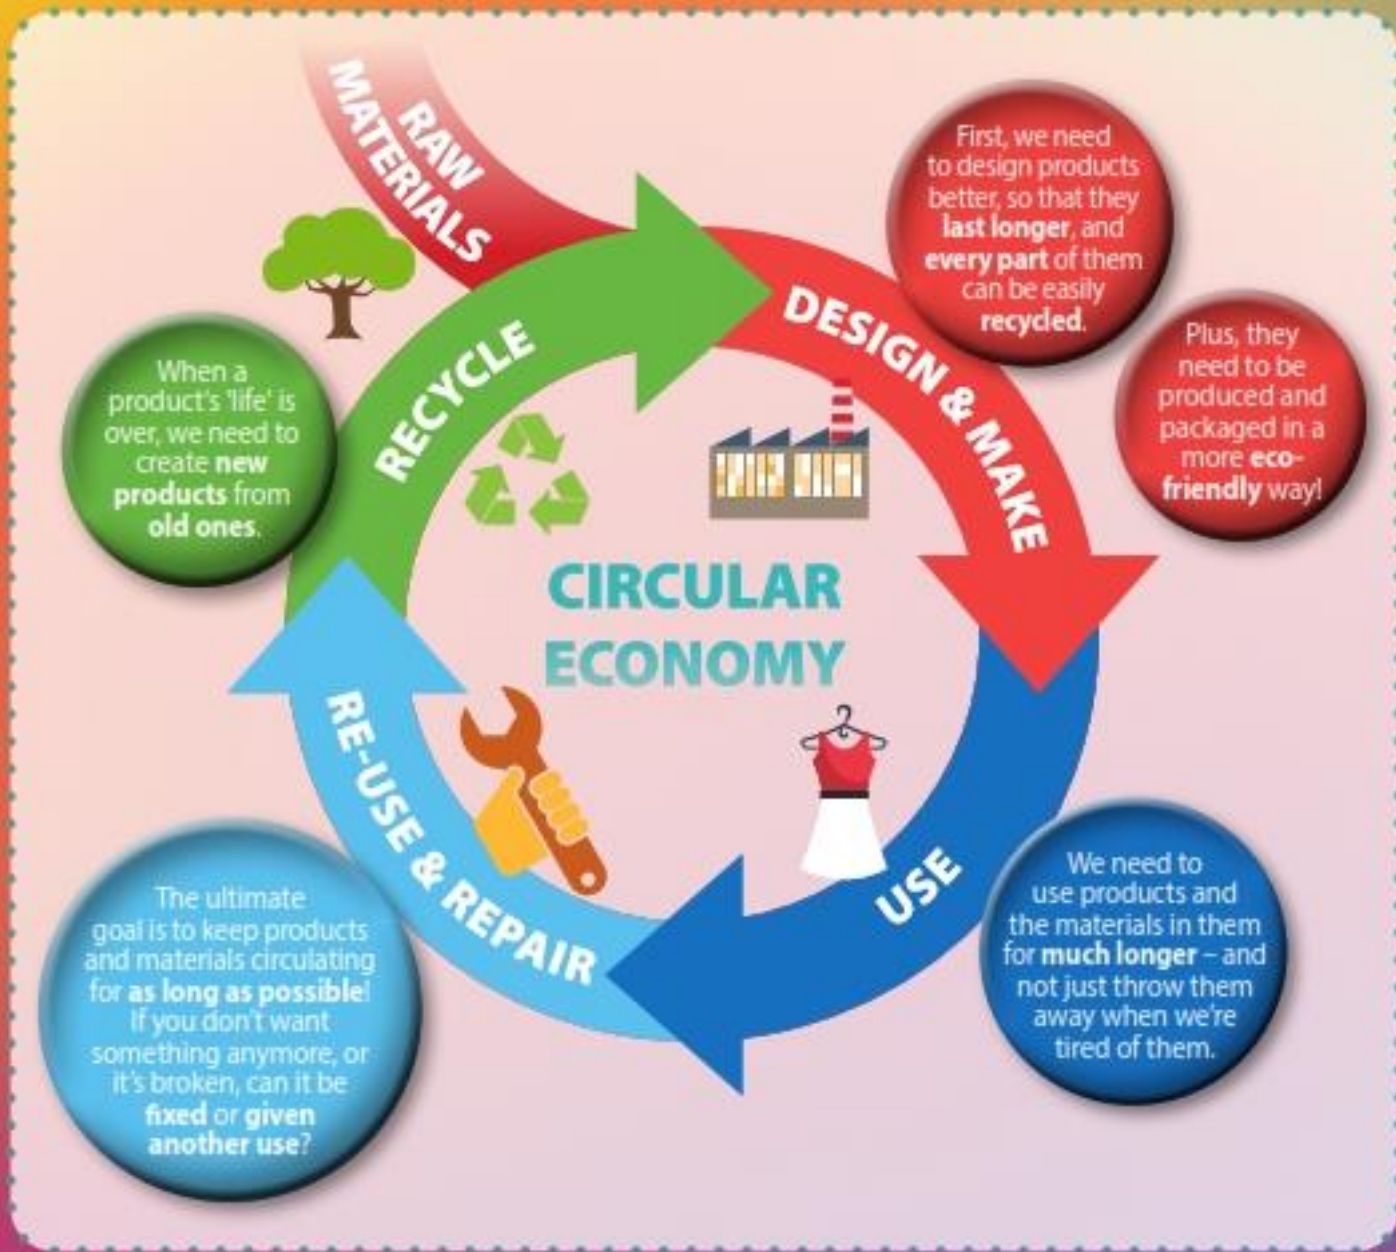 RAW
MATERIALS
First, we need
to design products
better, so that they
last longer, and
every part of them
can be easily
recycled.
DESIGN & MAKE
Plus, they
need to be
produced and
packaged in a
more eco-
friendly way!
RECYCLE
When a
product's 'life' is
over, we need to
create new
products from
old ones.
CIRCULAR
ECONOMY
RE-USE & REPAIR
USE
We need to
use products and
the materials in them
for much longer – and
not just throw them
away when we're
tired of them.
The ultimate
goal is to keep products
and materials circulating
for as long as possible!
If you don't want
something anymore, or
it's broken, can it be
fixed or given
another use?